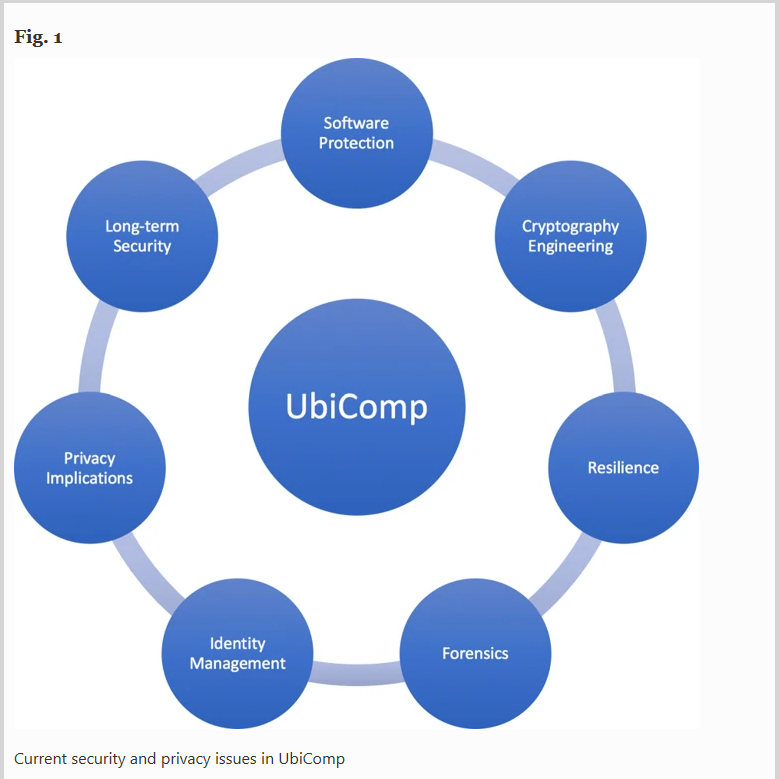 Fig. 1
Software
Protection
Cryptography
Engineering
Resilience
Forensics
Identity
Management
Privacy
Implications
Long-term
Security
UbiComp
Current security and privacy issues in UbiComp